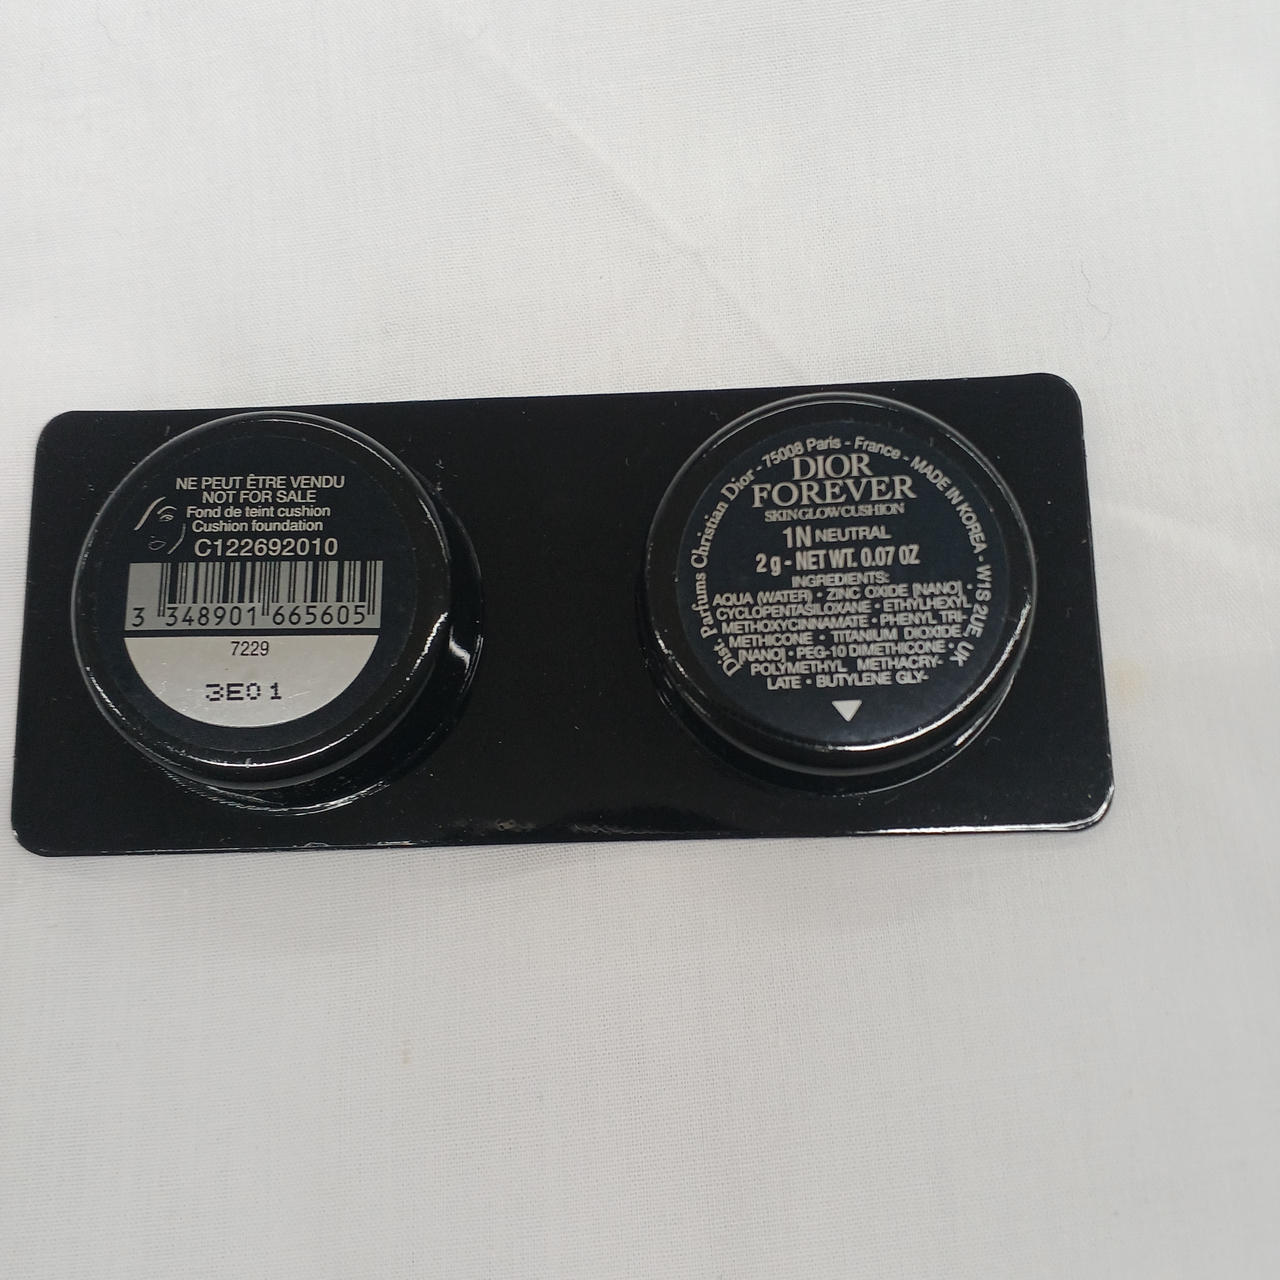 NE PEUT ÊTRE VENDU
NOT FOR SALE
Fond de teint cushion
Cushion foundation
C122692010
3 348901 665605
7229
3E01
Dist. Parfums Christian Dior - 75008 Paris - France - MADE IN KOREA - W1S 2UE, UK
DIOR
FOREVER
SKIN GLOW CUSHION
1N NEUTRAL
2 g - NET WT. 0.07 OZ
INGREDIENTS:
AQUA (WATER) • ZINC OXIDE [NANO] •
CYCLOPENTASILOXANE • ETHYLHEXYL
METHOXYCINNAMATE • PHENYL TRI-
METHICONE • TITANIUM DIOXIDE
[NANO] • PEG-10 DIMETHICONE •
POLYMETHYL METHACRY-
LATE • BUTYLENE GLY-